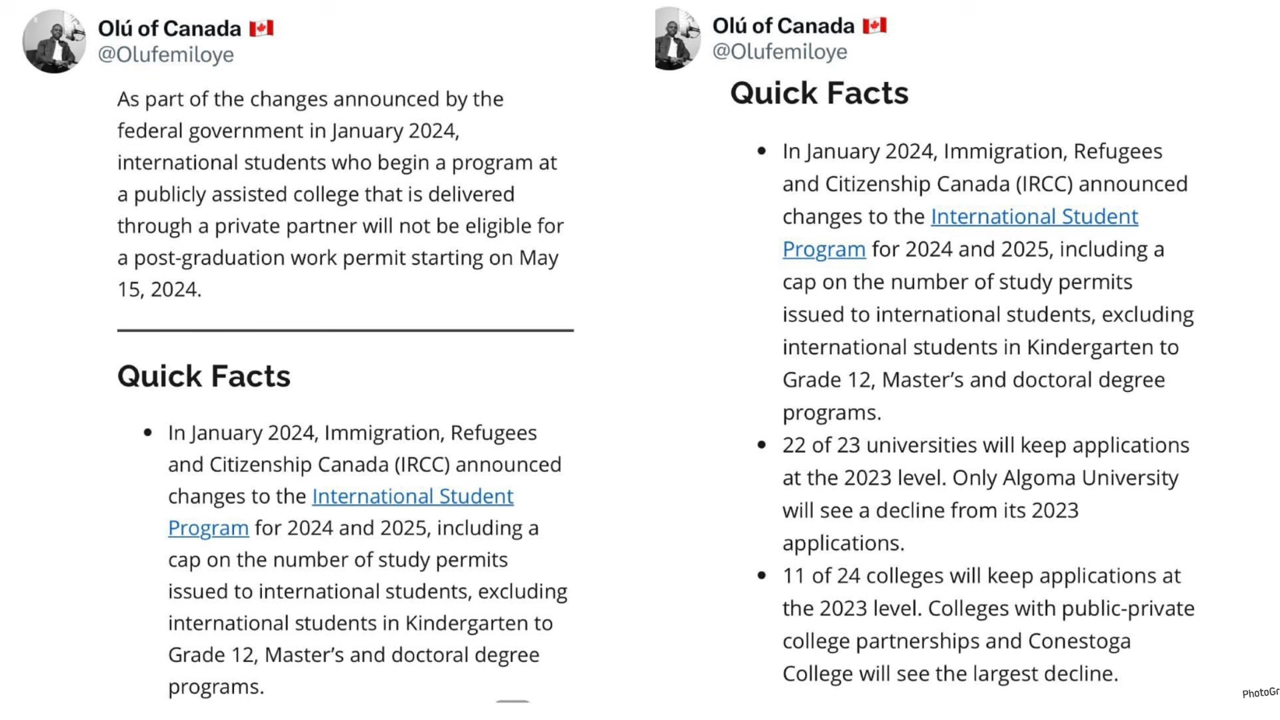 Olú of Canada 🇨🇦
@Olufemiloye
As part of the changes announced by the
federal government in January 2024,
international students who begin a program at
a publicly assisted college that is delivered
through a private partner will not be eligible for
a post-graduation work permit starting on May
15, 2024.
Quick Facts
• In January 2024, Immigration, Refugees
and Citizenship Canada (IRCC) announced
changes to the International Student
Program for 2024 and 2025, including a
cap on the number of study permits
issued to international students, excluding
international students in Kindergarten to
Grade 12, Master’s and doctoral degree
programs.
Olú of Canada 🇨🇦
@Olufemiloye
Quick Facts
• In January 2024, Immigration, Refugees
and Citizenship Canada (IRCC) announced
changes to the International Student
Program for 2024 and 2025, including a
cap on the number of study permits
issued to international students, excluding
international students in Kindergarten to
Grade 12, Master’s and doctoral degree
programs.
• 22 of 23 universities will keep applications
at the 2023 level. Only Algoma University
will see a decline from its 2023
applications.
• 11 of 24 colleges will keep applications at
the 2023 level. Colleges with public-private
college partnerships and Conestoga
College will see the largest decline.
PhotoGr